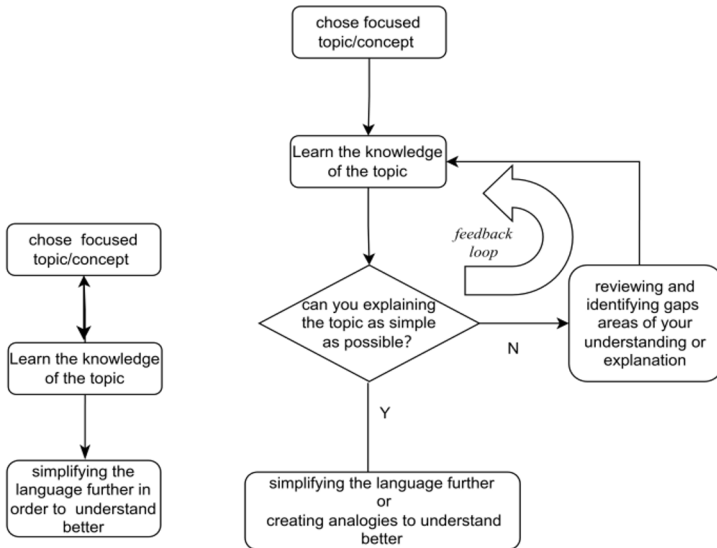 chose focused
topic/concept
Learn the knowledge
of the topic
feedback
loop
can you explaining
the topic as simple
as possible?
N
reviewing and
identifying gaps
areas of your
understanding or
explanation
Y
simplifying the language further
or
creating analogies to understand
better
chose focused
topic/concept
Learn the knowledge
of the topic
simplifying the
language further in
order to understand
better